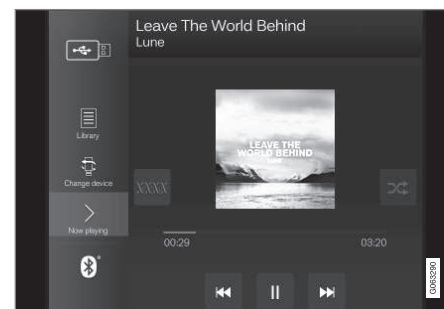 Leave The World Behind
Lune
Library
Change device
Now playing
XXXX
LEAVE THE
WORLD BEHIND
LUNE
00:29
03:20
G063290